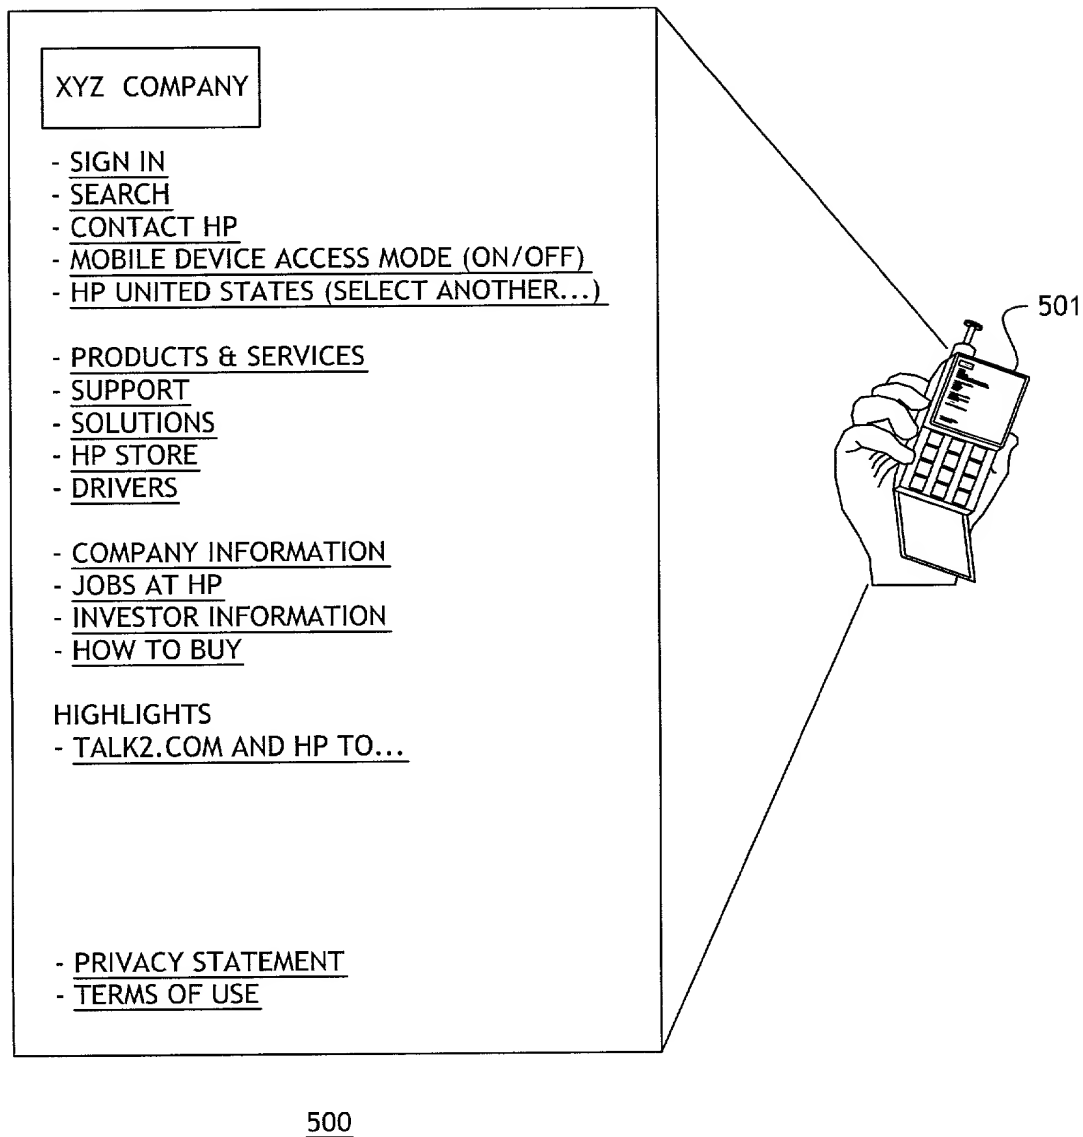 XYZ COMPANY
- SIGN IN
- SEARCH
- CONTACT HP
- MOBILE DEVICE ACCESS MODE (ON/OFF)
- HP UNITED STATES (SELECT ANOTHER...)
501
- PRODUCTS & SERVICES
- SUPPORT
- SOLUTIONS
- HP STORE
- DRIVERS
- COMPANY INFORMATION
- JOBS AT HP
- INVESTOR INFORMATION
- HOW TO BUY
HIGHLIGHTS
- TALK2.COM AND HP TO...
- PRIVACY STATEMENT
- TERMS OF USE
500